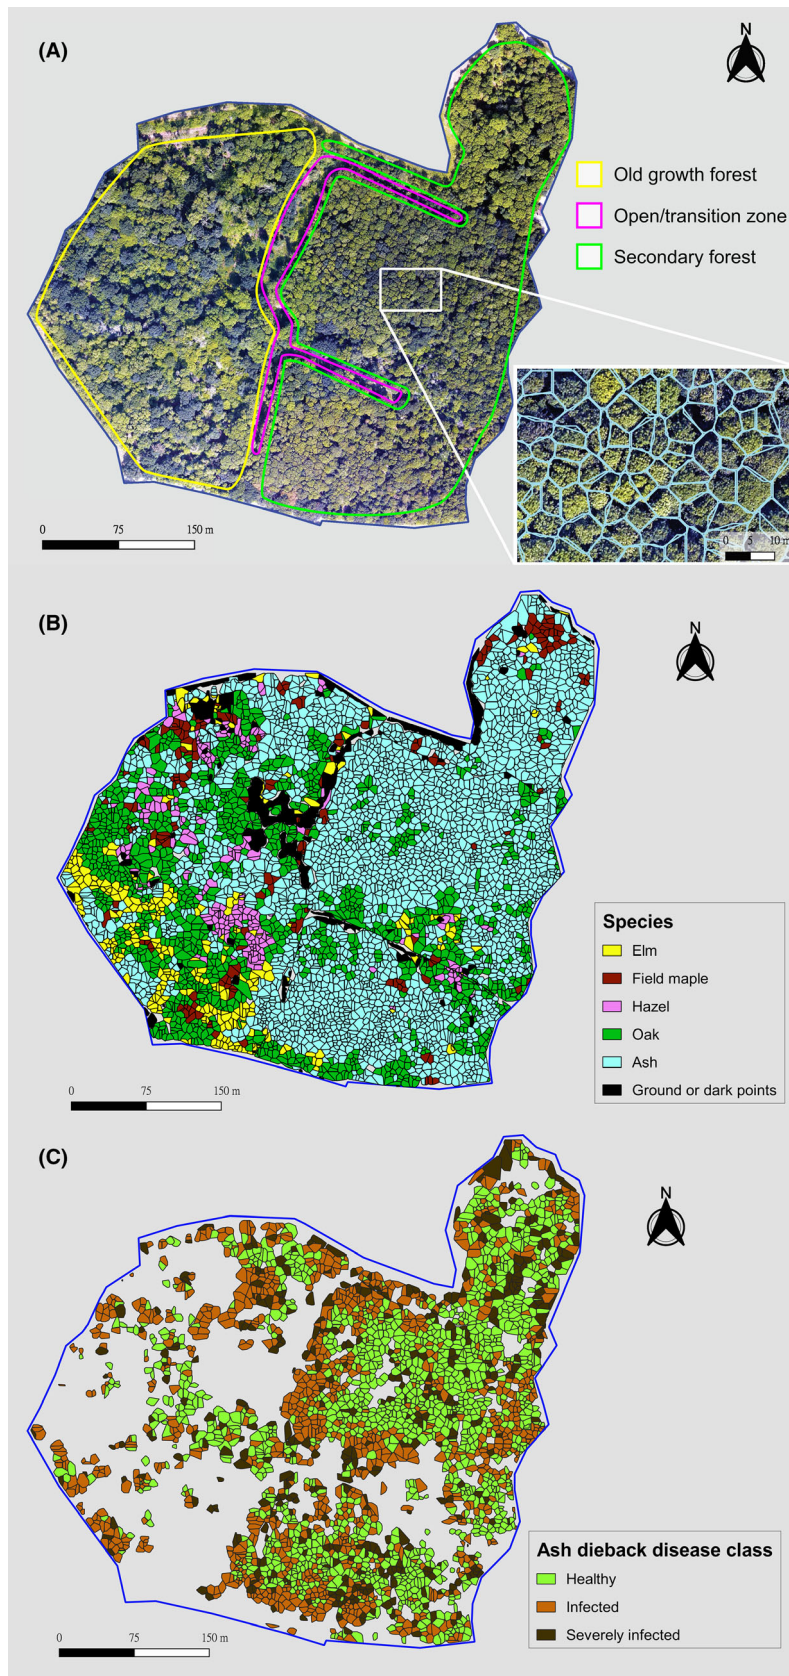 (A)
N
Old growth forest
Open/transition zone
Secondary forest
0 75 150 m
0 5 10 m
(B)
N
Species
Elm
Field maple
Hazel
Oak
Ash
Ground or dark points
0 75 150 m
(C)
N
Ash dieback disease class
Healthy
Infected
Severely infected
0 75 150 m